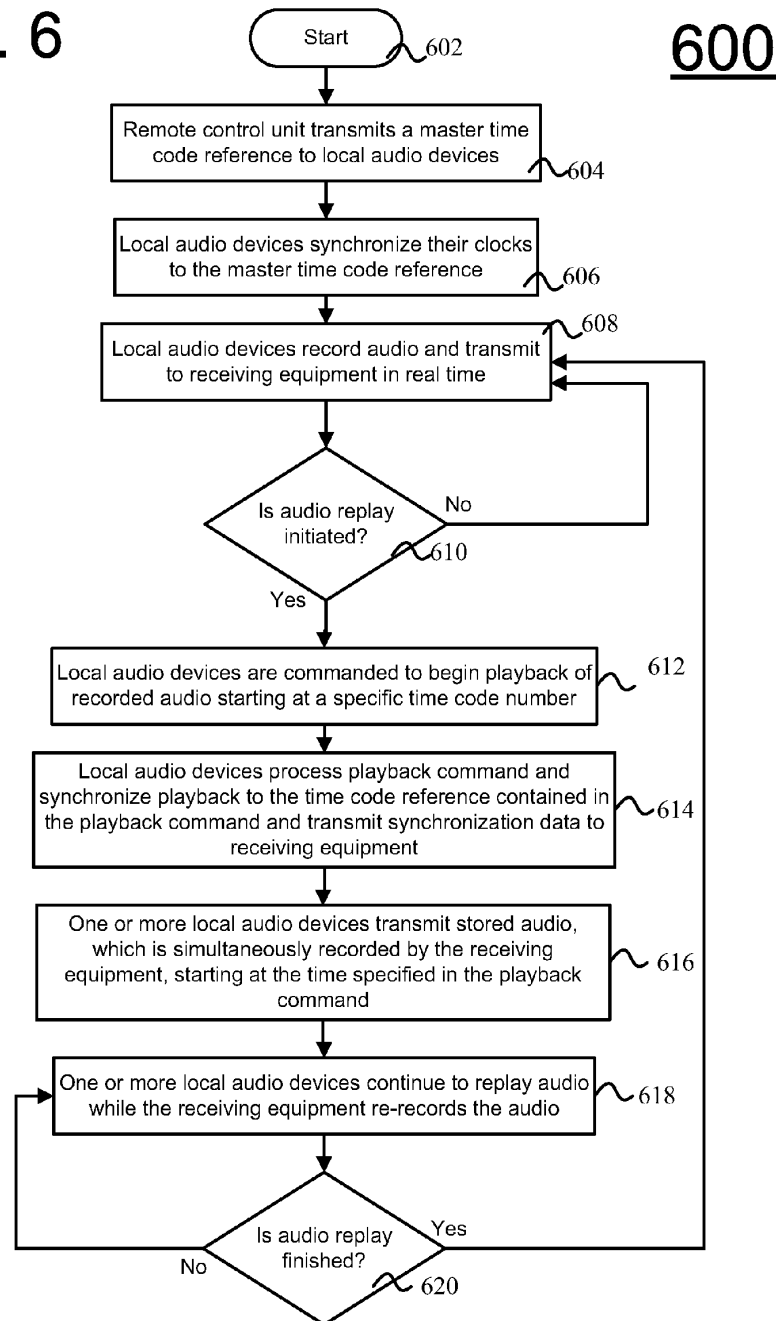 . 6
600
Start
602
Remote control unit transmits a master time
code reference to local audio devices
604
Local audio devices synchronize their clocks
to the master time code reference
606
608
Local audio devices record audio and transmit
to receiving equipment in real time
Is audio replay
initiated?
No
610
Yes
Local audio devices are commanded to begin playback of
recorded audio starting at a specific time code number
612
Local audio devices process playback command and
synchronize playback to the time code reference contained in
the playback command and transmit synchronization data to
receiving equipment
614
One or more local audio devices transmit stored audio,
which is simultaneously recorded by the receiving
equipment, starting at the time specified in the playback
command
616
One or more local audio devices continue to replay audio
while the receiving equipment re-records the audio
618
Is audio replay
finished?
Yes
No
620